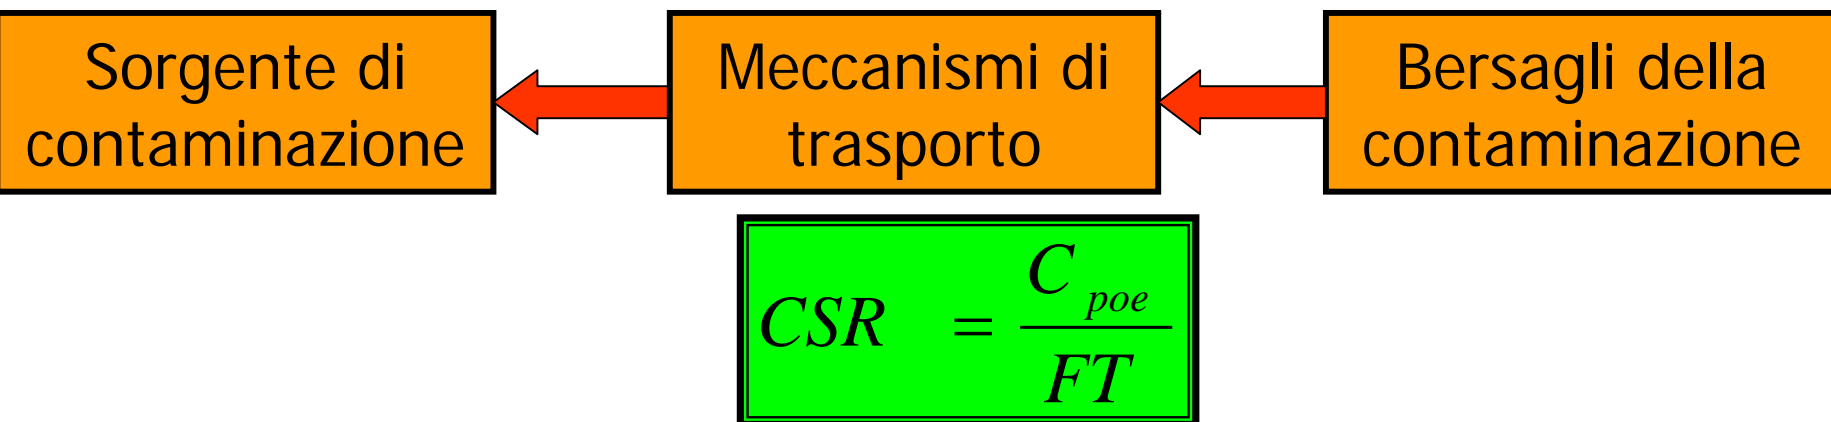 Sorgente di
contaminazione
Meccanismi di
trasporto
Bersagli della
contaminazione
CSR = C poe / FT